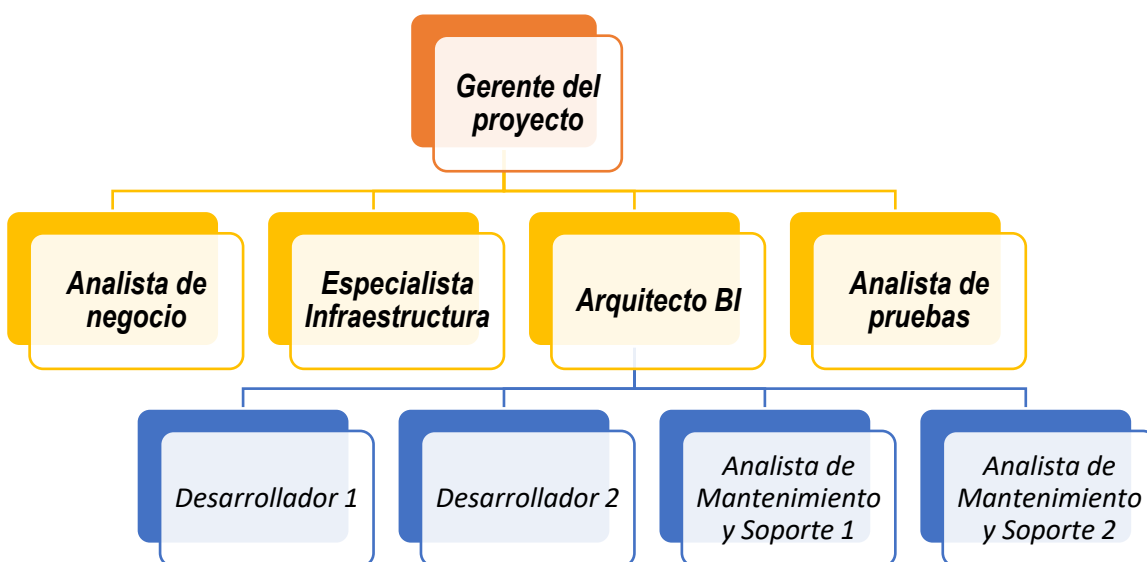 Gerente del
proyecto
Analista de
negocio
Especialista
Infraestructura
Arquitecto BI
Analista de
pruebas
Desarrollador 1
Desarrollador 2
Analista de
Mantenimiento
y Soporte 1
Analista de
Mantenimiento
y Soporte 2